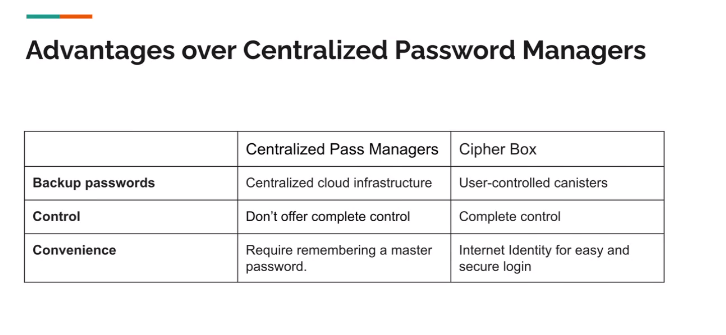 Advantages over Centralized Password Managers
Centralized Pass Managers Cipher Box
Backup passwords Centralized cloud infrastructure User-controlled canisters
Control Don't offer complete control Complete control
Convenience Require remembering a master Internet Identity for easy and
password. secure login